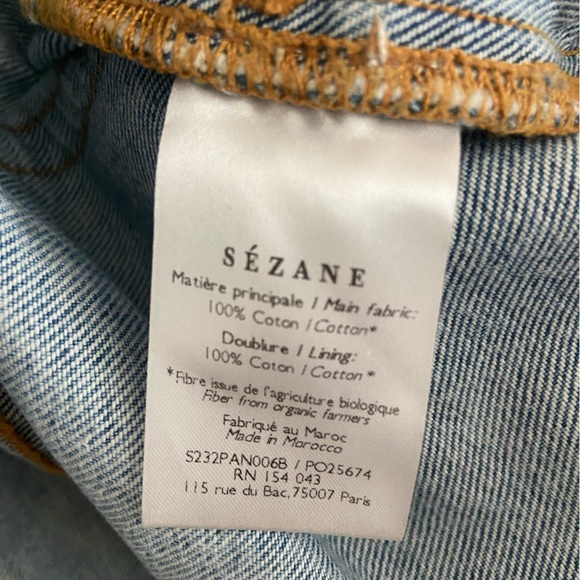 SÉZANE
Matière principale / Main fabric:
100% Coton / Cotton*
Doublure / Lining:
100% Coton / Cotton*
*Fibre issue de l'agriculture biologique
Fiber from organic farmers
Fabriqué au Maroc
Made in Morocco
S232PAN006B / PO25674
RN 154 043
115 rue du Bac, 75007 Paris